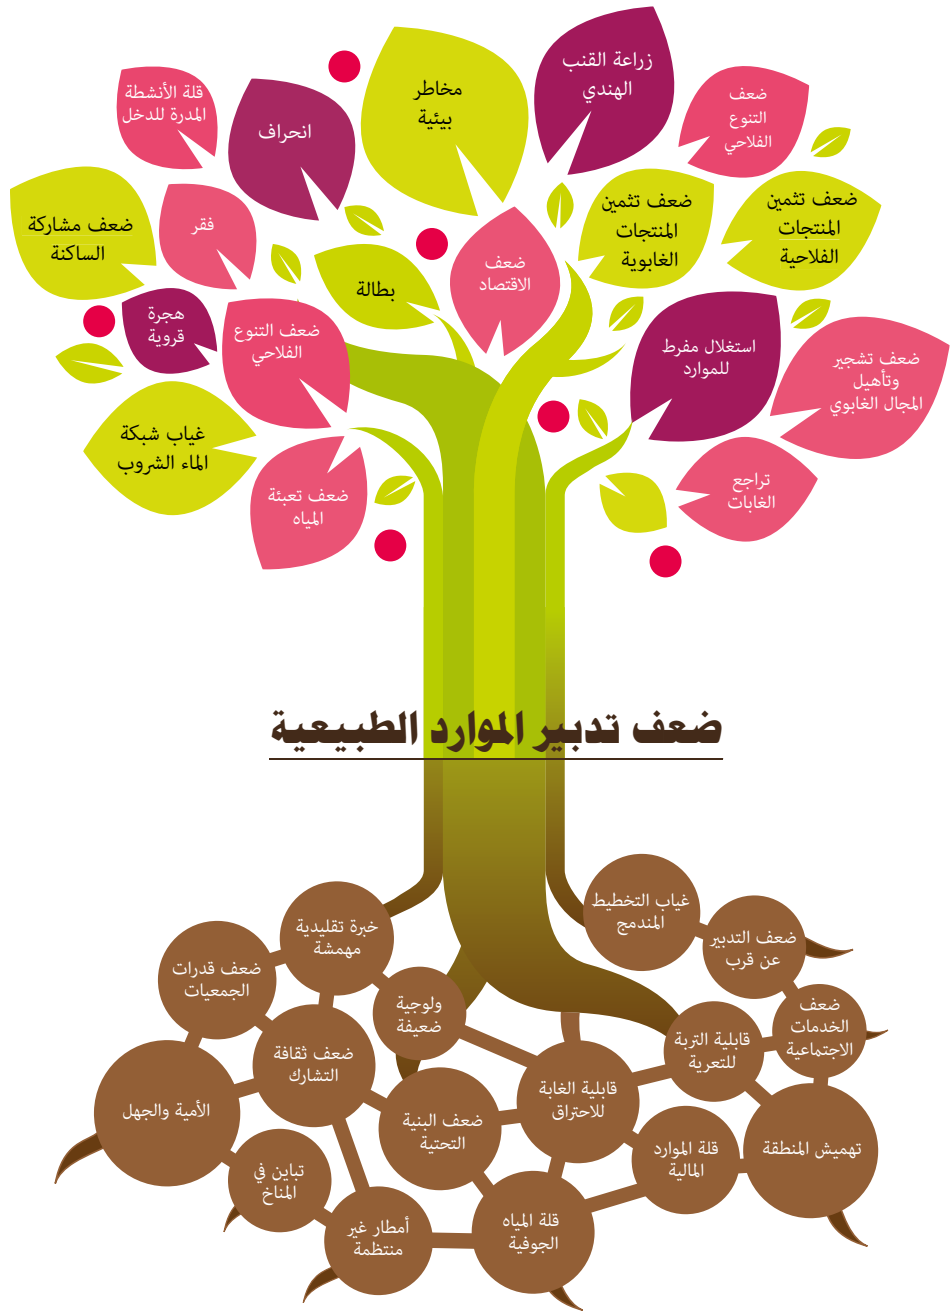 زراعة القنب
الهندي
مخاطر
بيئية
ضعف
التنوع
الفلاحي
قلة الأنشطة
المدرة للدخل
انحراف
ضعف تثمين
المنتجات
الفلاحية
ضعف تثمين
المنتجات
الغابوية
ضعف مشاركة
الساكنة
فقر
ضعف
الاقتصاد
بطالة
هجرة
قروية
ضعف التنوع
الفلاحي
استغلال مفرط
للموارد
ضعف تشجير
وتأهيل
المجال الغابوي
غياب شبكة
الماء الشروب
ضعف تعبئة
المياه
تراجع
الغابات
ضعف تدبير الموارد الطبيعية
غياب التخطيط
المندمج
خبرة تقليدية
مهمشة
ضعف التدبير
عن قرب
ضعف قدرات
الجمعيات
ولوجية
ضعيفة
ضعف
الخدمات
الاجتماعية
قابلية التربة
للتعرية
ضعف ثقافة
التشارك
قابلية الغابة
للاحتراق
الأمية والجهل
ضعف البنية
التحتية
قلة الموارد
المالية
تهميش المنطقة
تباين في
المناخ
قلة المياه
الجوفية
أمطار غير
منتظمة